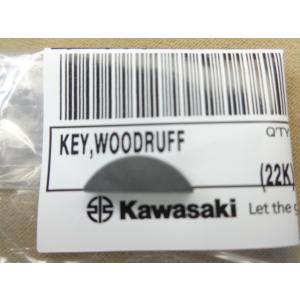 Q'TY
KEY,WOODRUFF
(22K)
Kawasaki Let the